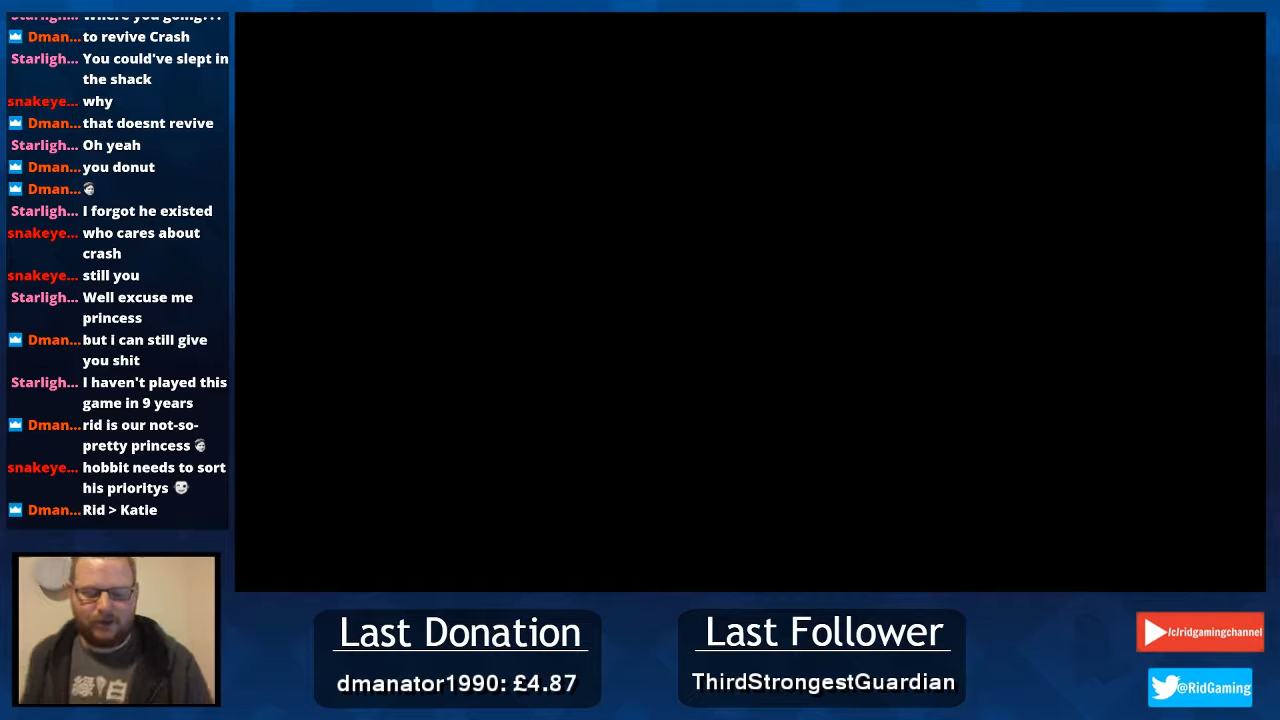 Starligh... Where you going???
Dman... to revive Crash
Starligh... You could've slept in
the shack
snakeye... why
Dman... that doesnt revive
Starligh... Oh yeah
Dman... you donut
Dman...
Starligh... I forgot he existed
snakeye... who cares about
crash
snakeye... still you
Starligh... Well excuse me
princess
Dman... but i can still give
you shit
Starligh... I haven't played this
game in 9 years
Dman... rid is our not-so-
pretty princess
snakeye... hobbit needs to sort
his prioritys
Dman... Rid > Katie
Last Donation
dmanator1990: £4.87
Last Follower
ThirdStrongestGuardian
/c/ridgamingchannel
@RidGaming